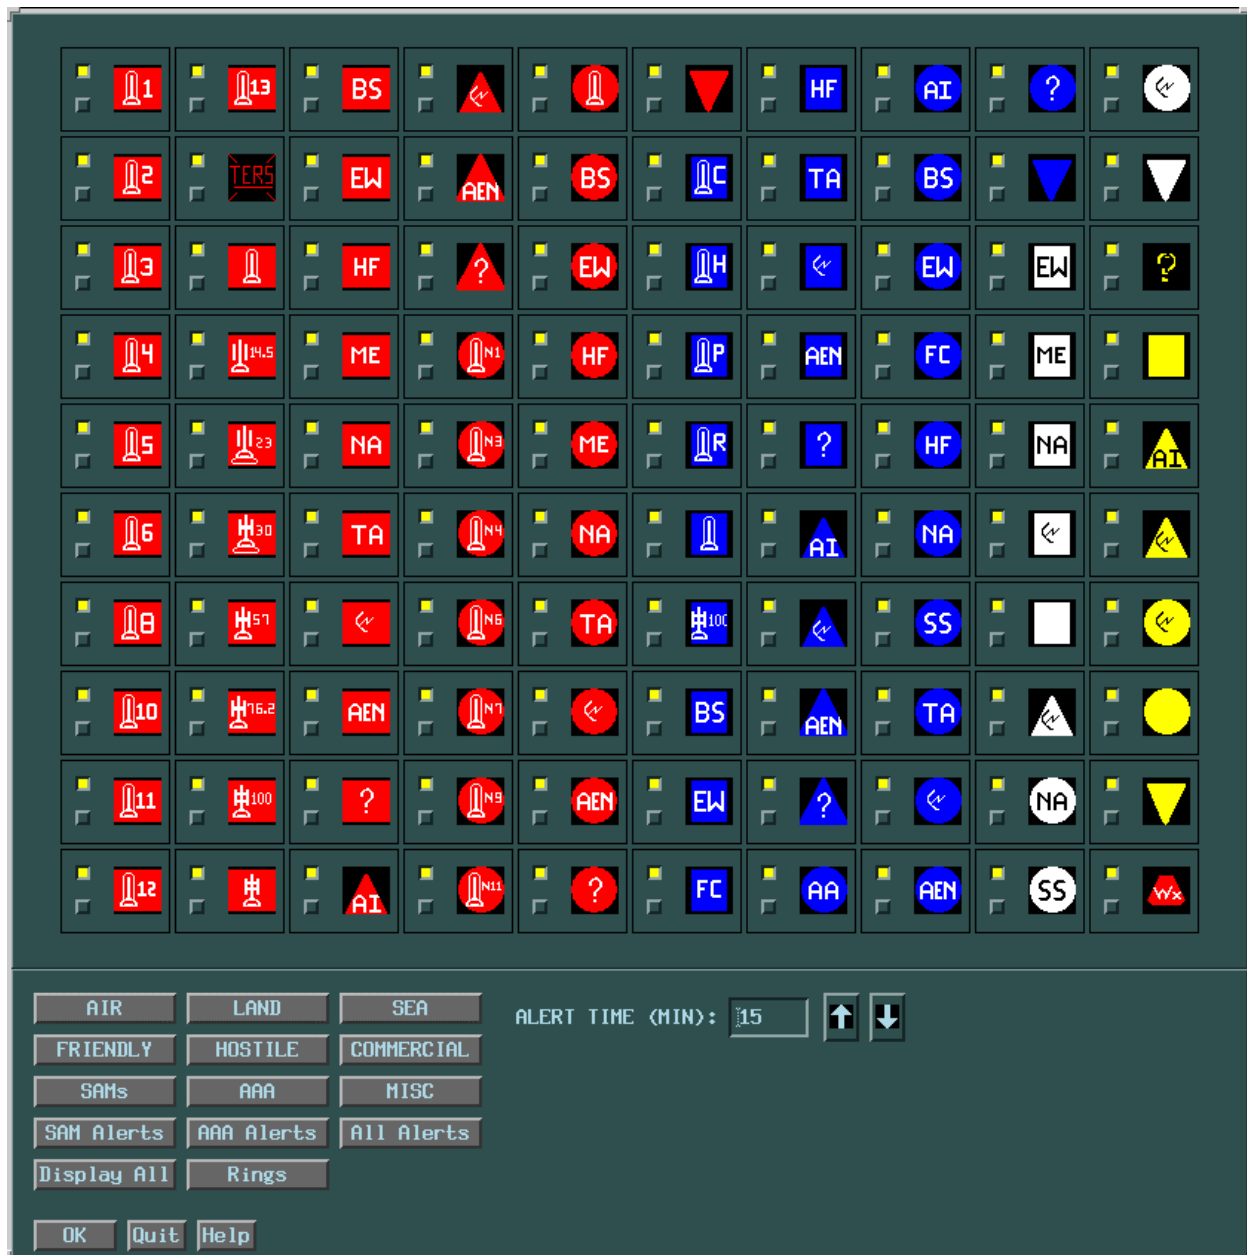 1 13 BS HF AI ?
2 TERS EW AEN BS C TA BS
3 HF ? EW H EW EW ?
4 14.5 ME N1 HF P AEN FC ME
5 23 NA N3 ME R ? HF NA AI
6 30 TA N4 NA AI NA
8 57 N6 TA 100 SS
10 76.2 AEN N7 BS AEN TA
11 100 ? N9 AEN EW ? NA
12 AI N11 ? FC AA AEN SS Wx
AIR LAND SEA ALERT TIME (MIN): 15
FRIENDLY HOSTILE COMMERCIAL
SAMs AAA MISC
SAM Alerts AAA Alerts All Alerts
Display All Rings
OK Quit Help